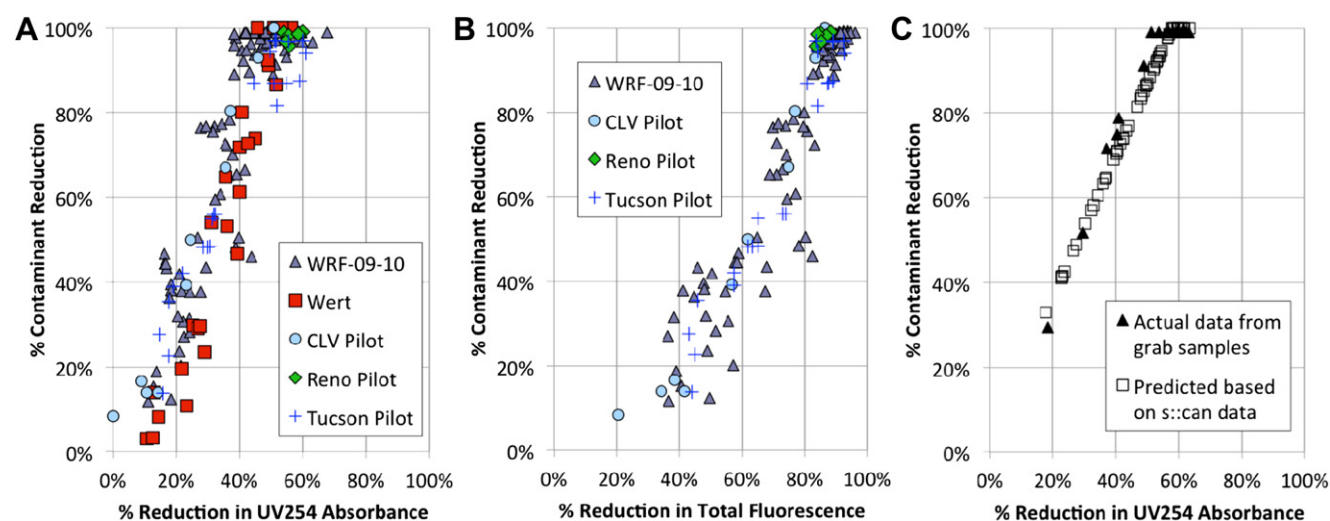 A
% Contaminant Reduction
100%
80%
60%
40%
20%
0%
WRF-09-10
Wert
CLV Pilot
Reno Pilot
Tucson Pilot
0% 20% 40% 60% 80% 100%
% Reduction in UV254 Absorbance
B
% Contaminant Reduction
100%
80%
60%
40%
20%
0%
WRF-09-10
CLV Pilot
Reno Pilot
Tucson Pilot
0% 20% 40% 60% 80% 100%
% Reduction in Total Fluorescence
C
% Contaminant Reduction
100%
80%
60%
40%
20%
0%
Actual data from
grab samples
Predicted based
on s::can data
0% 20% 40% 60% 80% 100%
% Reduction in UV254 Absorbance